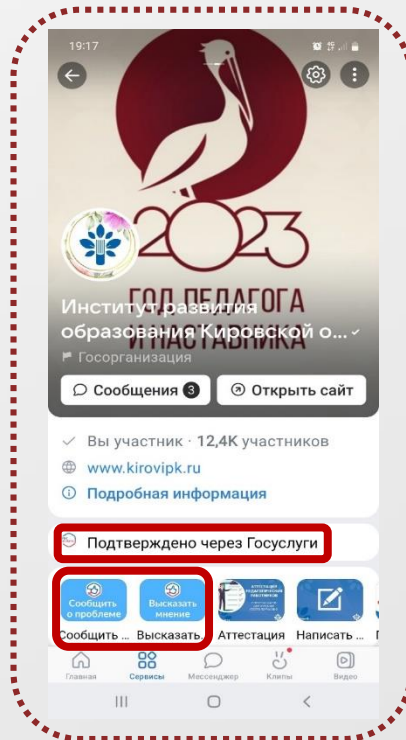 19:17
2023
ГОД ПЕДАГОГА
И НАСТАВНИКА
Институт развития
образования Кировской о...
Госорганизация
Сообщения 3
Открыть сайт
Вы участник · 12,4K участников
www.kirovipk.ru
Подробная информация
Подтверждено через Госуслуги
Сообщить
о проблеме
Высказать
мнение
Сообщить ...
Высказать...
Аттестация
Написать ...
Главная
Сервисы
Мессенджер
Клипы
Видео